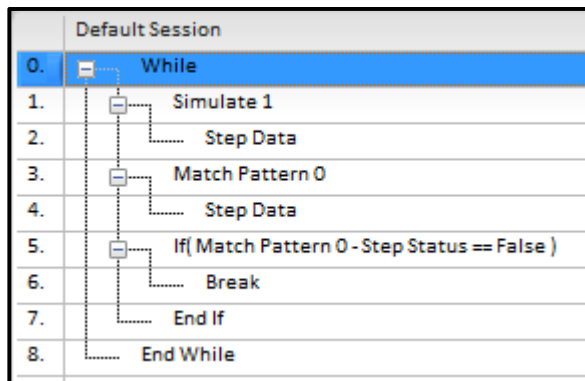 Default Session
0. While
1. Simulate 1
2. Step Data
3. Match Pattern 0
4. Step Data
5. If( Match Pattern 0 - Step Status == False )
6. Break
7. End If
8. End While